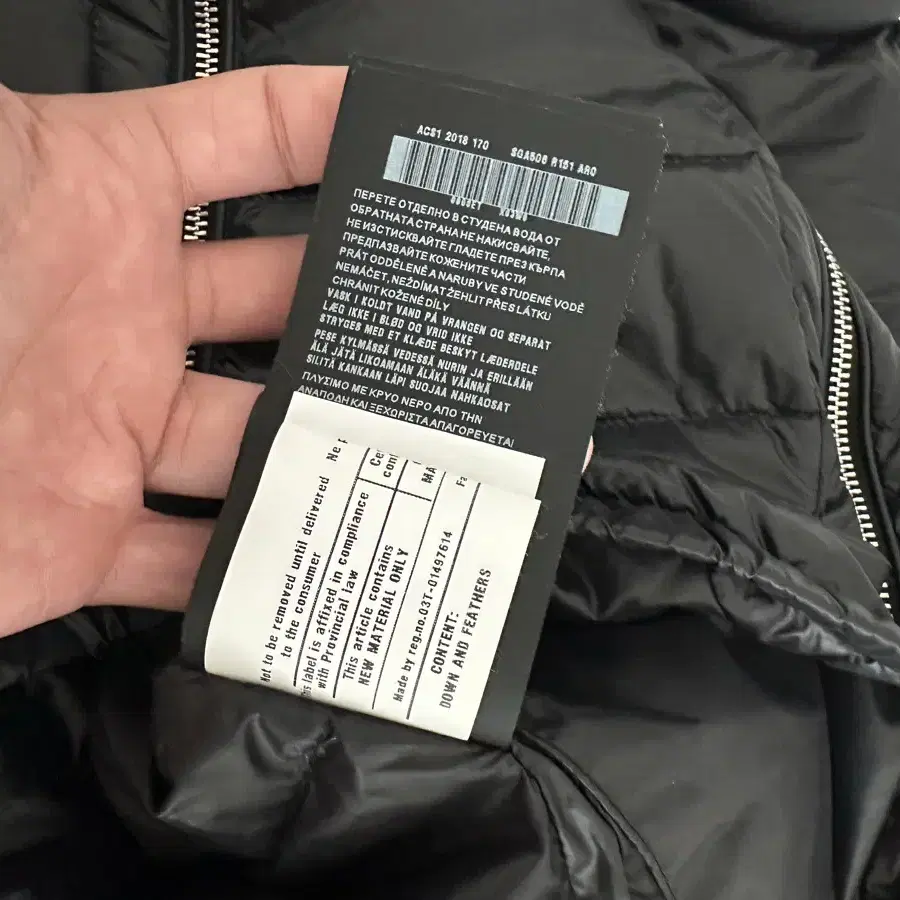 ACS1 2018 170 SGA508 R151 ARO
ПЕРЕТЕ ОТДЕЛНО В СТУДЕНА ВОДА ОТ
ОБРАТНАТА СТРАНА НЕ НАКИСВАЙТЕ,
НЕ ИЗСТИСКВАЙТЕ ГЛАДЕТЕ ПРЕЗ КЪРПА
ПРЕДПАЗВАЙТЕ КОЖЕНИТЕ ЧАСТИ
PRÁT ODDĚLENĚ A NARUBY VE STUDENÉ VODĚ
NEMÁČET, NEŽDÍMAT ŽEHLIT PŘES LÁTKU
CHRÁNIT KOŽENÉ DÍLY
VASK I KOLDT VAND PÅ VRANGEN OG SEPARAT
LÆG IKKE I BLØD OG VRID IKKE
STRYGES MED ET KLÆDE BESKYT LÆDERDELE
PESE KYLMÄSSÄ VEDESSÄ NURIN JA ERILLÄÄN
ÄLÄ JÄTÄ LIKOAMAAN ÄLÄKÄ VÄÄNNÄ
SILITÄ KANKAAN LÄPI SUOJAA NAHKAOSAT
ΠΛΥΣΙΜΟ ΜΕ ΚΡΥΟ ΝΕΡΟ ΑΠΟ ΤΗΝ
ΑΝΑΠΟΔΗ ΚΑΙ ΞΕΧΩΡΙΣΤΑ ΑΠΑΓΟΡΕΥΕΤΑΙ
Not to be removed until delivered
to the consumer
This label is affixed in compliance
with Provincial law
This article contains
NEW MATERIAL ONLY
Made by reg.no.03T-01497614
CONTENT:
DOWN AND FEATHERS